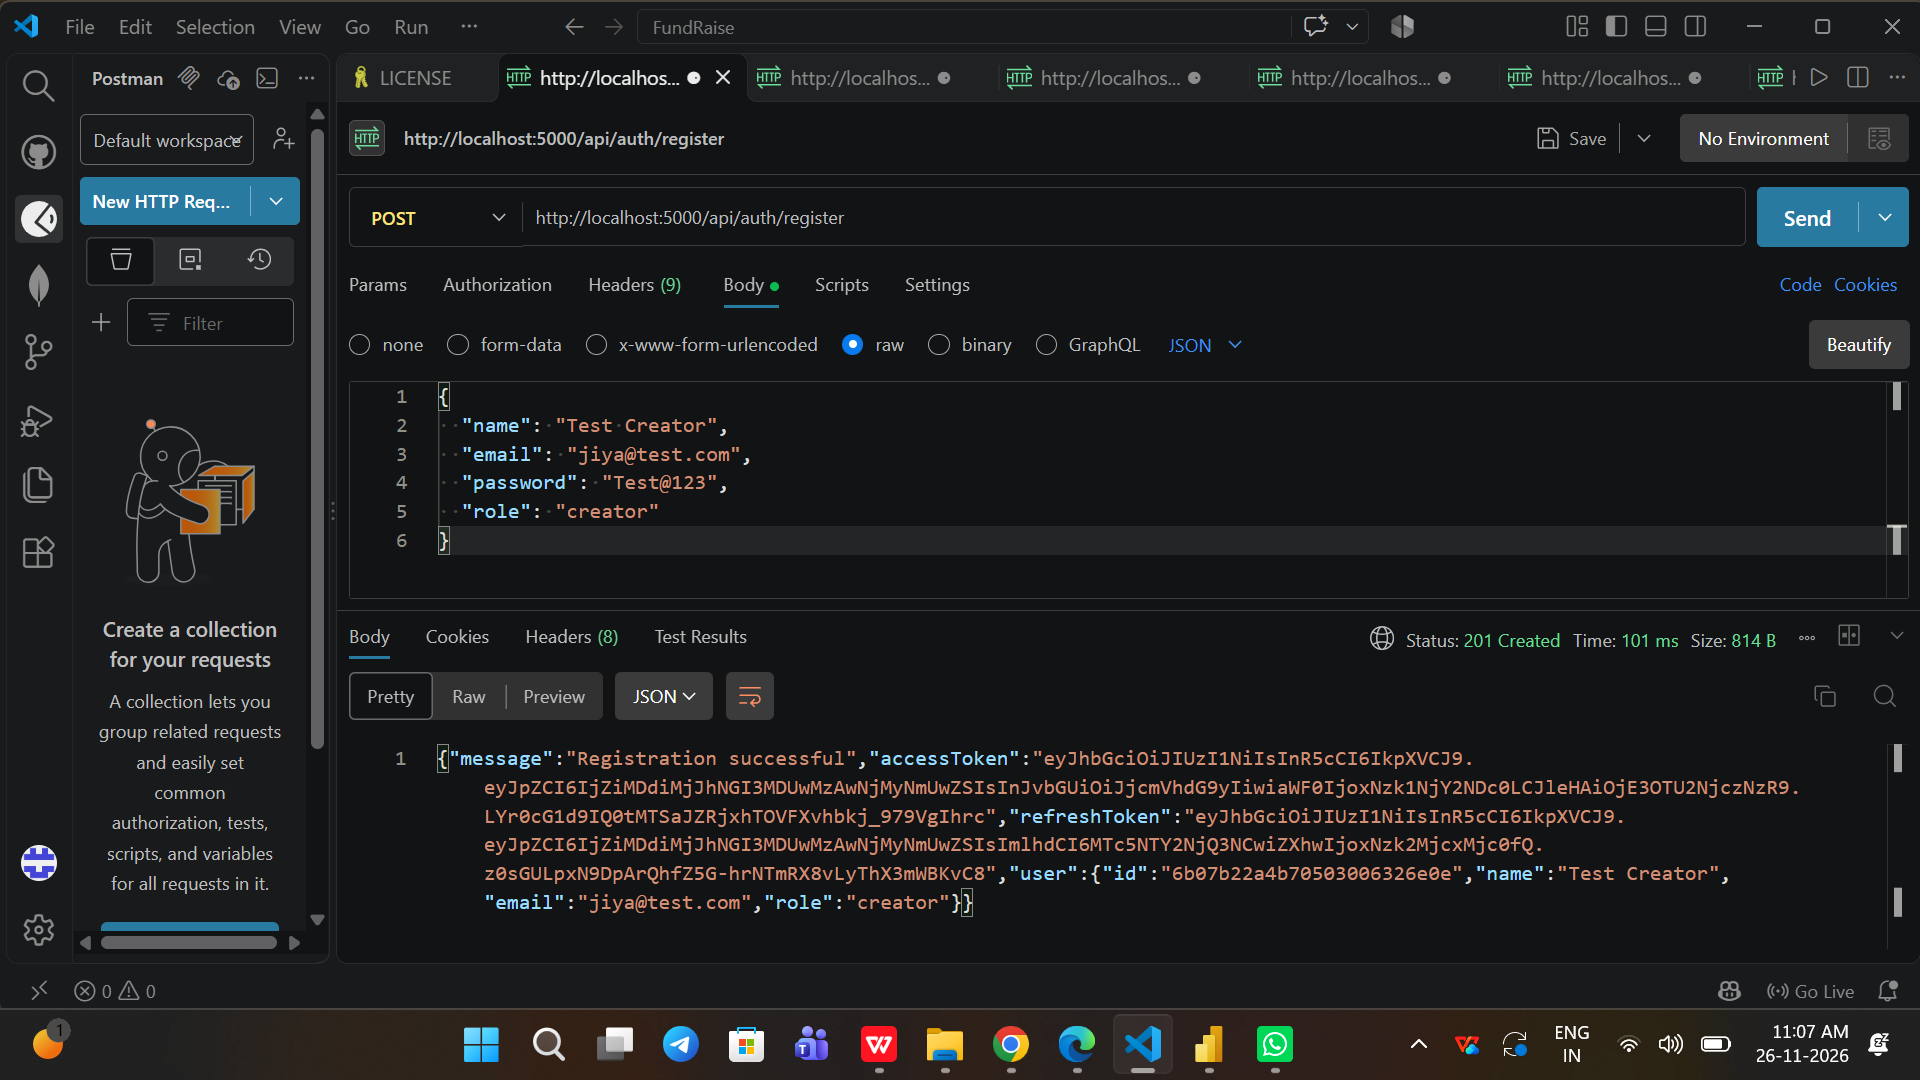 File Edit Selection View Go Run ···
FundRaise
Postman
LICENSE
http://localhos...
http://localhos...
http://localhos...
http://localhos...
http://localhos...
Default workspace
HTTP
http://localhost:5000/api/auth/register
Save
No Environment
New HTTP Req...
POST
http://localhost:5000/api/auth/register
Send
Params Authorization Headers (9) Body Scripts Settings
Code Cookies
Filter
none form-data x-www-form-urlencoded raw binary GraphQL JSON
Beautify
1 {
2 "name": "Test Creator",
3 "email": "jiya@test.com",
4 "password": "Test@123",
5 "role": "creator"
6 }
Create a collection
for your requests
A collection lets you
group related requests
and easily set
common
authorization, tests,
scripts, and variables
for all requests in it.
Body Cookies Headers (8) Test Results
Status: 201 Created Time: 101 ms Size: 814 B
Pretty Raw Preview JSON
1 {"message":"Registration successful","accessToken":"eyJhbGciOiJIUzI1NiIsInR5cCI6IkpXVCJ9.
eyJpZCI6IjZiMDdiMjJhNGI3MDUwMzAwNjMyNmUwZSIsInJvbGUiOiJjcmVhdG9yIiwiaWF0IjoxNzk1NjY2NDc0LCJleHAiOjE3OTU2NjczNzR9.
LYr0cG1d9IQ0tMTSaJZRjxhTOVFXvhbkj_979VgIhrc","refreshToken":"eyJhbGciOiJIUzI1NiIsInR5cCI6IkpXVCJ9.
eyJpZCI6IjZiMDdiMjJhNGI3MDUwMzAwNjMyNmUwZSIsImlhdCI6MTc5NTY2NjQ3NCwiZXhwIjoxNzk2MjcxMjc0fQ.
z0sGULpxN9DpArQhfZ5G-hrNTmRX8vLyThX3mWBKvC8","user":{"id":"6b07b22a4b70503006326e0e","name":"Test Creator",
"email":"jiya@test.com","role":"creator"}}
0 0
Go Live
1
ENG
IN
11:07 AM
26-11-2026